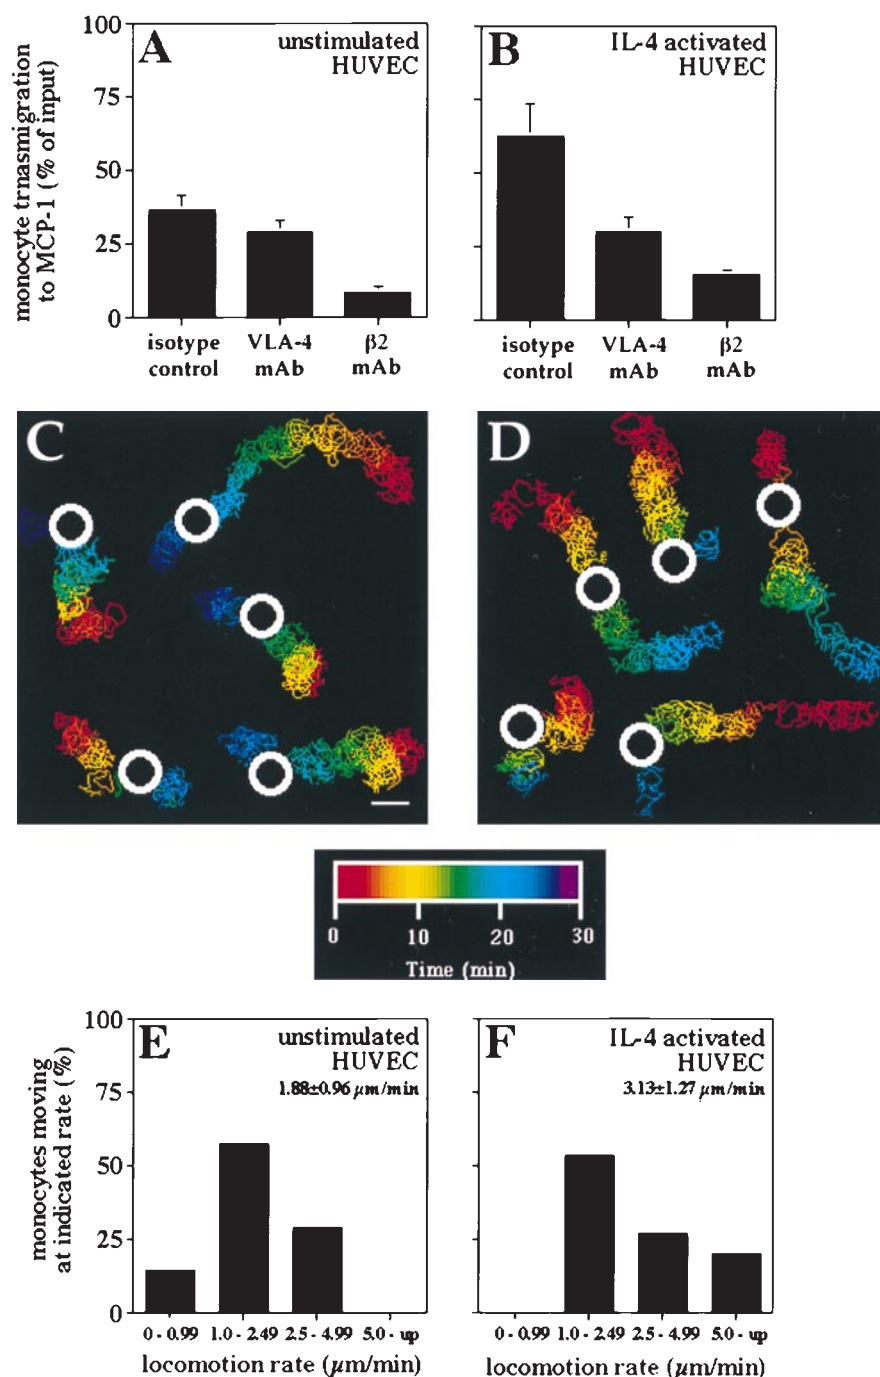 monocyte trnasmigration
to MCP-1 (% of input)
100
75
50
25
0
A
unstimulated
HUVEC
isotype
control
VLA-4
mAb
β2
mAb
B
IL-4 activated
HUVEC
isotype
control
VLA-4
mAb
β2
mAb
C
D
0
10
20
30
Time (min)
monocytes moving
at indicated rate (%)
100
75
50
25
0
E
unstimulated
HUVEC
1.88±0.96 μm/min
0 - 0.99
1.0 - 2.49
2.5 - 4.99
5.0 - up
locomotion rate (μm/min)
F
IL-4 activated
HUVEC
3.13±1.27 μm/min
0 - 0.99
1.0 - 2.49
2.5 - 4.99
5.0 - up
locomotion rate (μm/min)